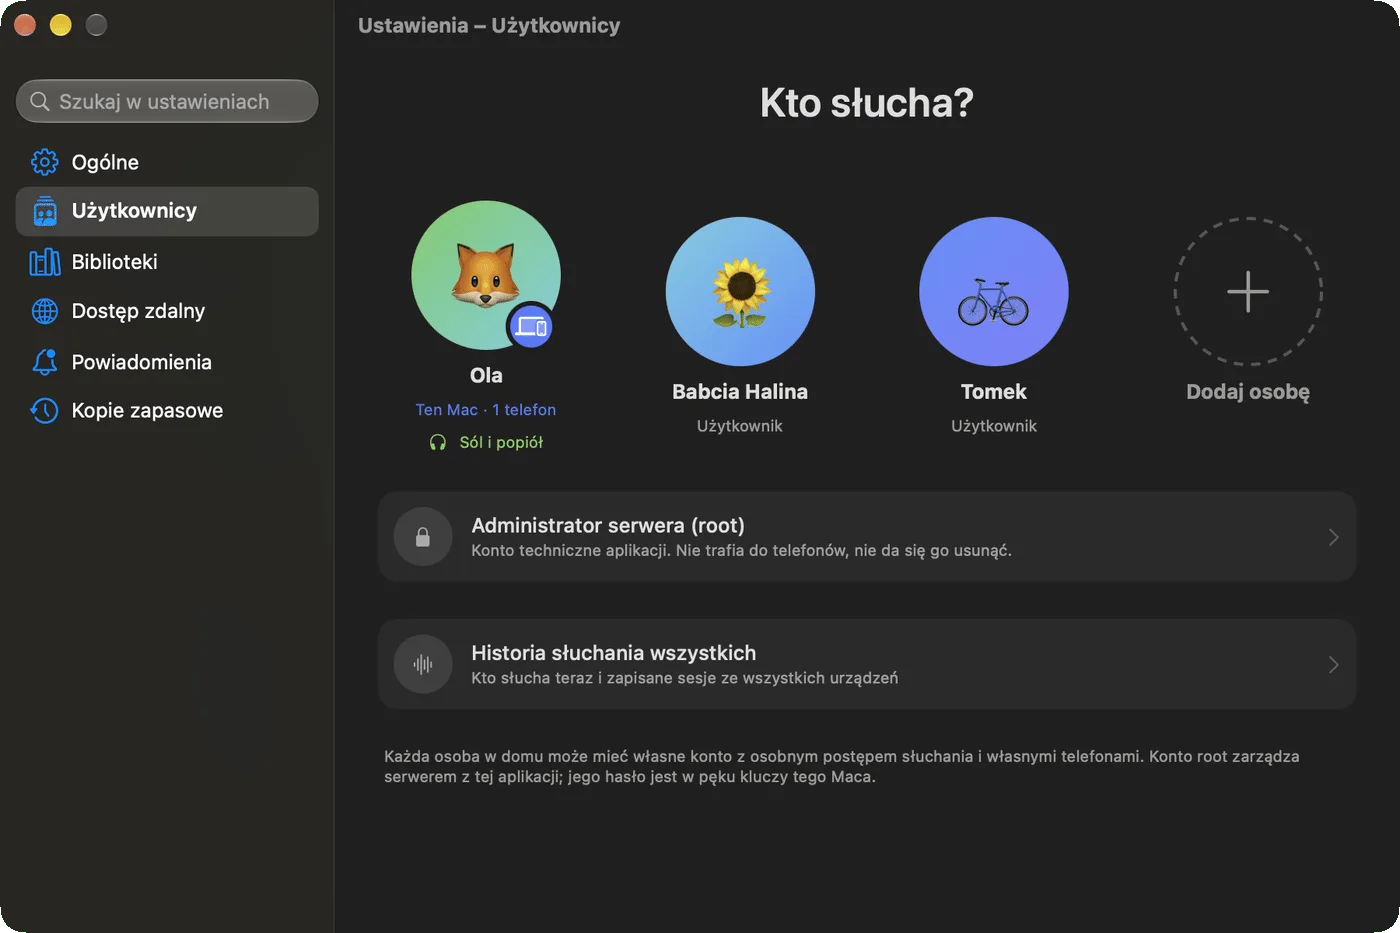 Ustawienia – Użytkownicy
Szukaj w ustawieniach
Ogólne
Użytkownicy
Biblioteki
Dostęp zdalny
Powiadomienia
Kopie zapasowe
Kto słucha?
Ola
Ten Mac · 1 telefon
Sól i popiół
Babcia Halina
Użytkownik
Tomek
Użytkownik
Dodaj osobę
Administrator serwera (root)
Konto techniczne aplikacji. Nie trafia do telefonów, nie da się go usunąć.
Historia słuchania wszystkich
Kto słucha teraz i zapisane sesje ze wszystkich urządzeń
Każda osoba w domu może mieć własne konto z osobnym postępem słuchania i własnymi telefonami. Konto root zarządza
serwerem z tej aplikacji; jego hasło jest w pęku kluczy tego Maca.